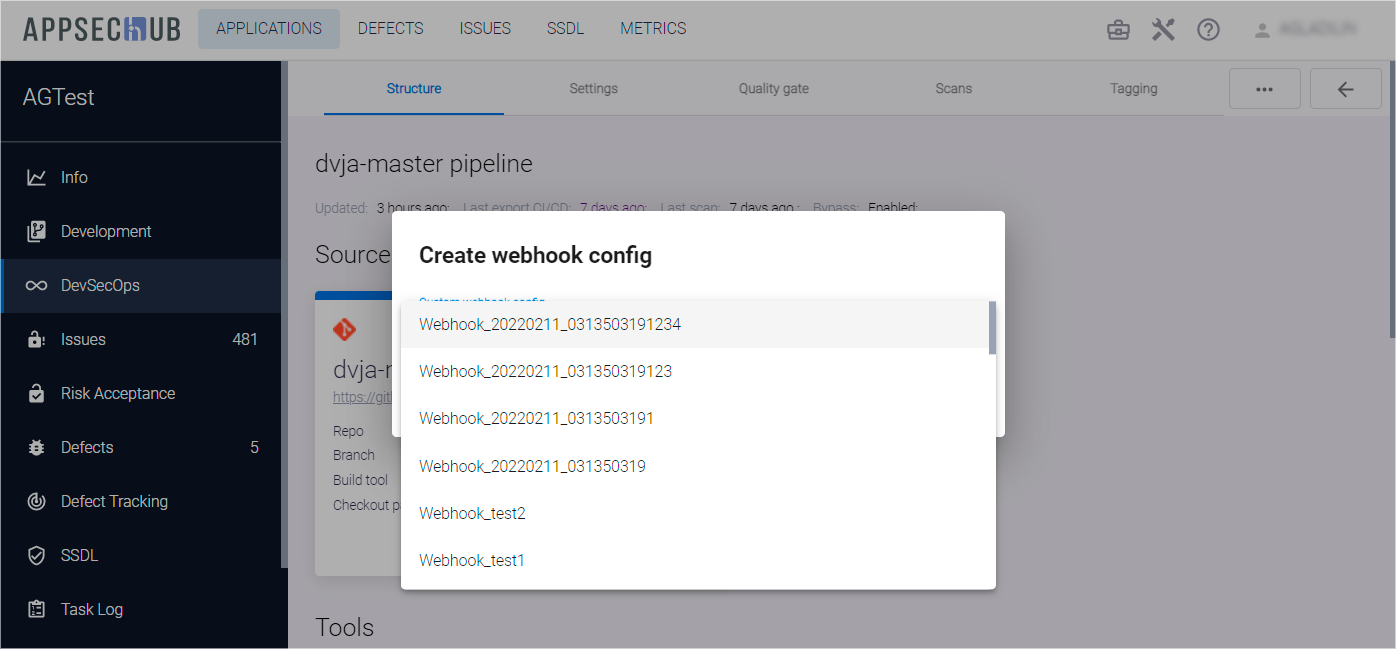 APPSECHUB
APPLICATIONS DEFECTS ISSUES SSDL METRICS
AGTest
Structure Settings Quality gate Scans Tagging
Info
Development
DevSecOps
Issues 481
Risk Acceptance
Defects 5
Defect Tracking
SSDL
Task Log
dvja-master pipeline
Updated: 3 hours ago; Last export CI/CD: 7 days ago; Last scan: 7 days ago ; Bypass: Enabled;
Source
dvja-
https://git
Repo
Branch
Build tool
Checkout
Create webhook config
Custom webhook config
Webhook_20220211_0313503191234
Webhook_20220211_031350319123
Webhook_20220211_0313503191
Webhook_20220211_031350319
Webhook_test2
Webhook_test1
Tools